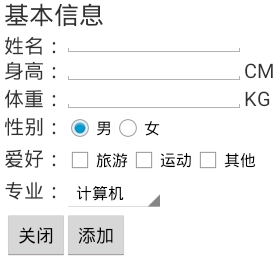 基本信息
姓名：
身高： CM
体重： KG
性别： 男 女
爱好： 旅游 运动 其他
专业： 计算机
关闭 添加